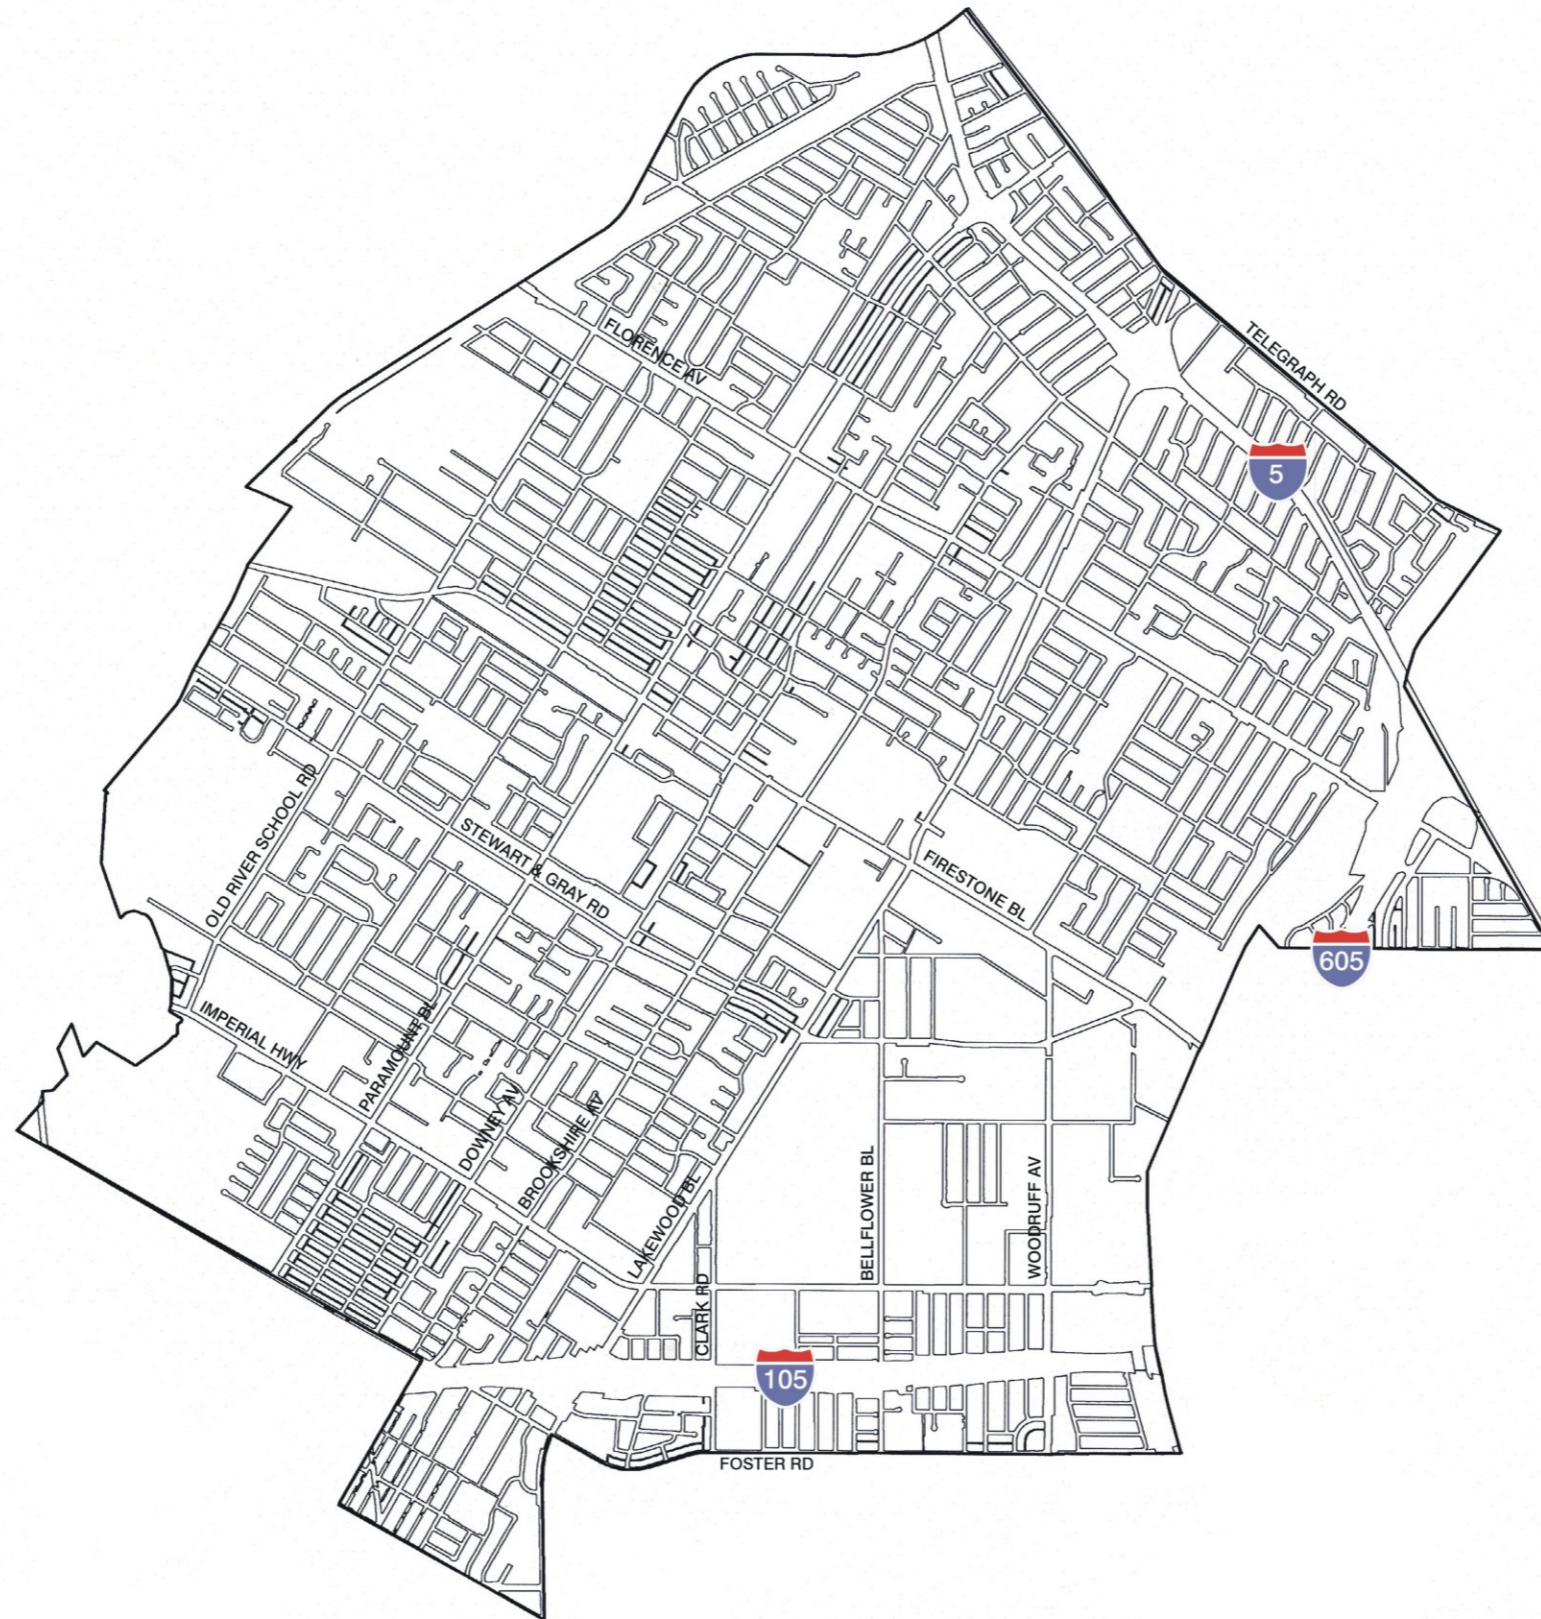 FLORENCE AV
TELEGRAPH RD
5
OLD RIVER SCHOOL RD
STEWART & GRAY RD
FIRESTONE BL
605
IMPERIAL HWY
PARAMOUNT BL
DOWNEY AV
BROOKSHIRE AV
LAKEWOOD BL
BELLFLOWER BL
WOODRUFF AV
CLARK RD
105
FOSTER RD